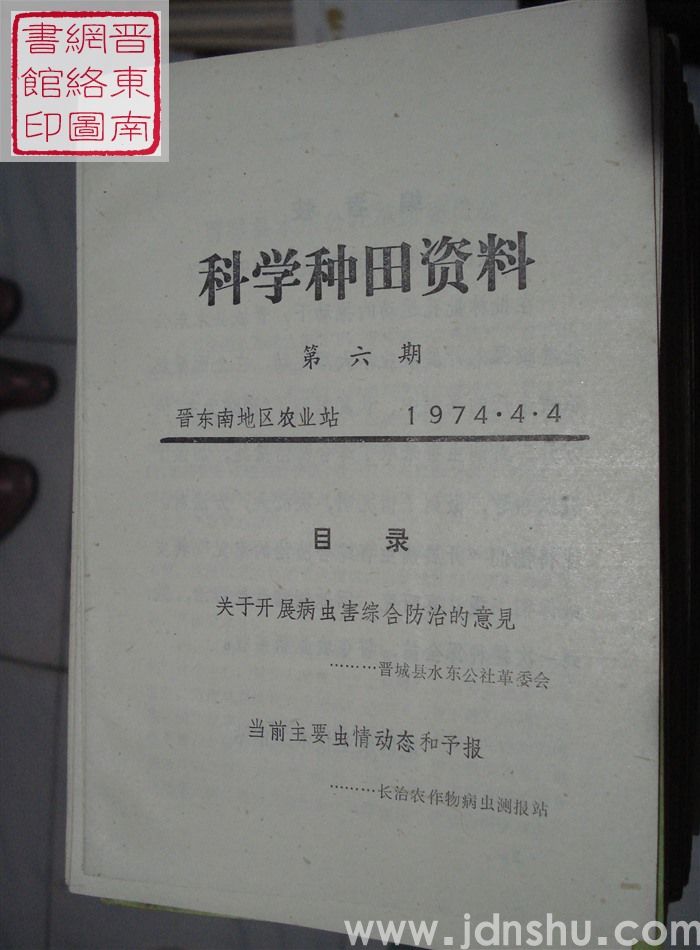 晋東南
網絡圖
書館印
科学种田资料
第六期
晋东南地区农业站 1974·4·4
目录
关于开展病虫害综合防治的意见
………晋城县水东公社革委会
当前主要虫情动态和予报
………长治农作物病虫测报站
www.jdnshu.com